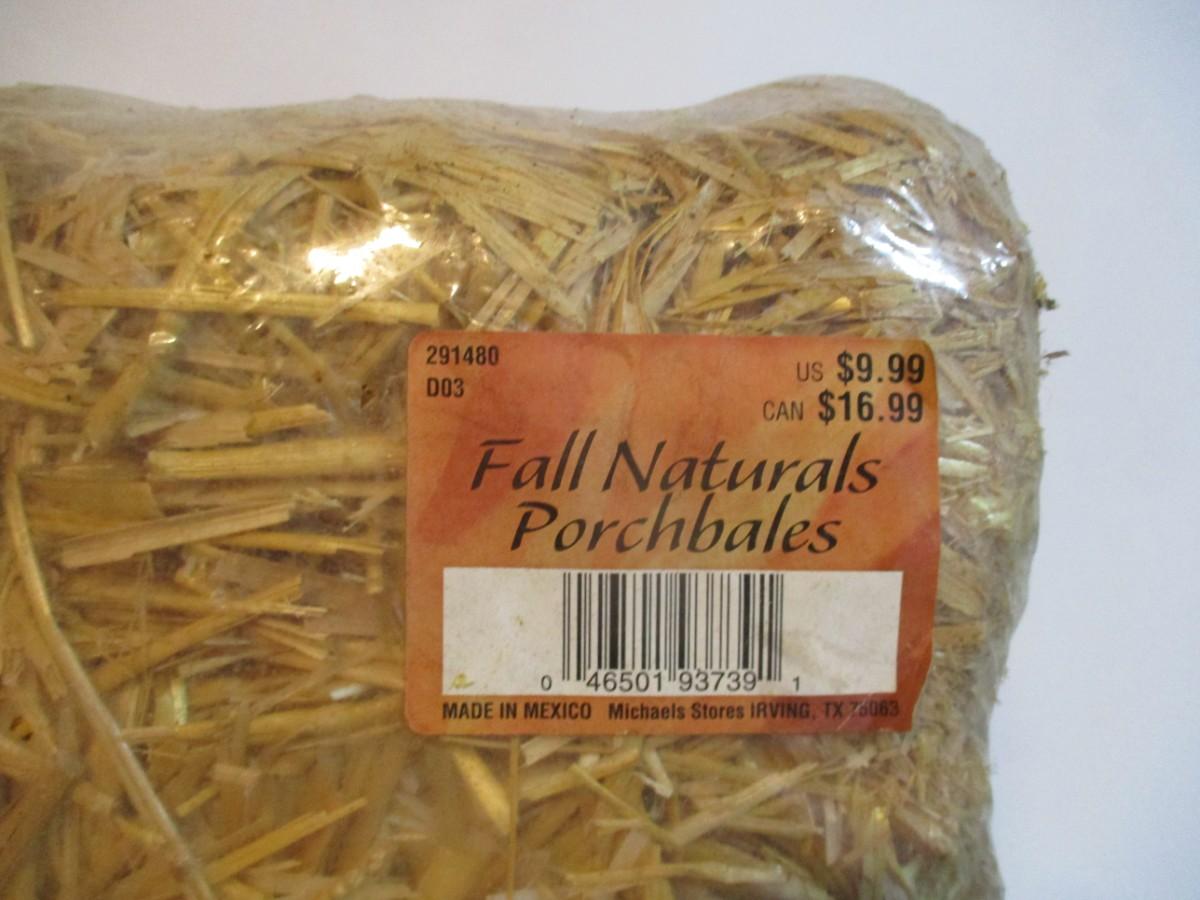 291480
D03
US $9.99
CAN $16.99
Fall Naturals
Porchbales
0 46501 93739 1
MADE IN MEXICO Michaels Stores IRVING, TX 75063